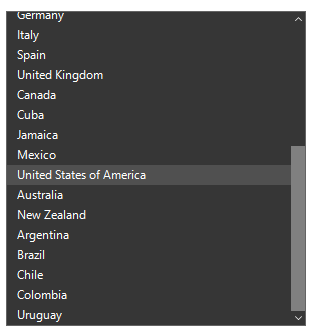 Germany
Italy
Spain
United Kingdom
Canada
Cuba
Jamaica
Mexico
United States of America
Australia
New Zealand
Argentina
Brazil
Chile
Colombia
Uruguay